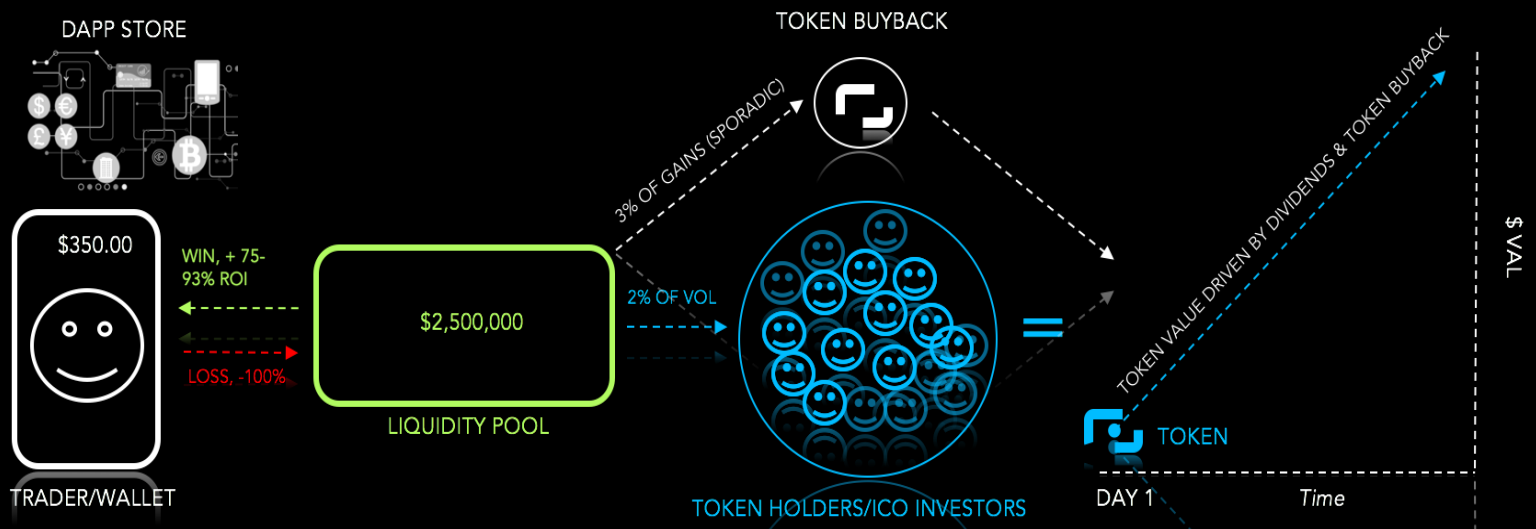 DAPP STORE
TOKEN BUYBACK
$350.00
WIN, + 75-
93% ROI
LOSS, -100%
TRADER/WALLET
$2,500,000
LIQUIDITY POOL
3% OF GAINS (SPORADIC)
2% OF VOL
TOKEN HOLDERS/ICO INVESTORS
=
TOKEN VALUE DRIVEN BY DIVIDENDS & TOKEN BUYBACK
$ VAL
TOKEN
DAY 1
Time